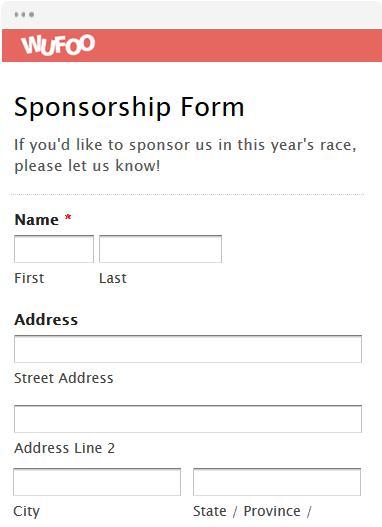 WUFOO
Sponsorship Form
If you'd like to sponsor us in this year's race,
please let us know!
Name *
First Last
Address
Street Address
Address Line 2
City State / Province /